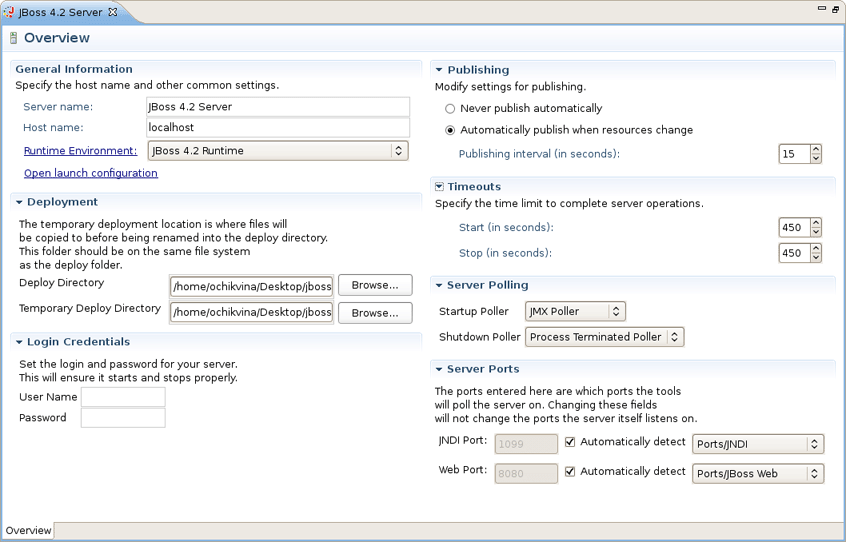 JBoss 4.2 Server
Overview
General Information
Specify the host name and other common settings.
Server name: JBoss 4.2 Server
Host name: localhost
Runtime Environment: JBoss 4.2 Runtime
Open launch configuration
Deployment
The temporary deployment location is where files will
be copied to before being renamed into the deploy directory.
This folder should be on the same file system
as the deploy folder.
Deploy Directory /home/ochikvina/Desktop/jboss Browse...
Temporary Deploy Directory /home/ochikvina/Desktop/jboss Browse...
Login Credentials
Set the login and password for your server.
This will ensure it starts and stops properly.
User Name
Password
Publishing
Modify settings for publishing.
Never publish automatically
Automatically publish when resources change
Publishing interval (in seconds): 15
Timeouts
Specify the time limit to complete server operations.
Start (in seconds): 450
Stop (in seconds): 450
Server Polling
Startup Poller JMX Poller
Shutdown Poller Process Terminated Poller
Server Ports
The ports entered here are which ports the tools
will poll the server on. Changing these fields
will not change the ports the server itself listens on.
JNDI Port: 1099 Automatically detect Ports/JNDI
Web Port: 8080 Automatically detect Ports/JBoss Web
Overview